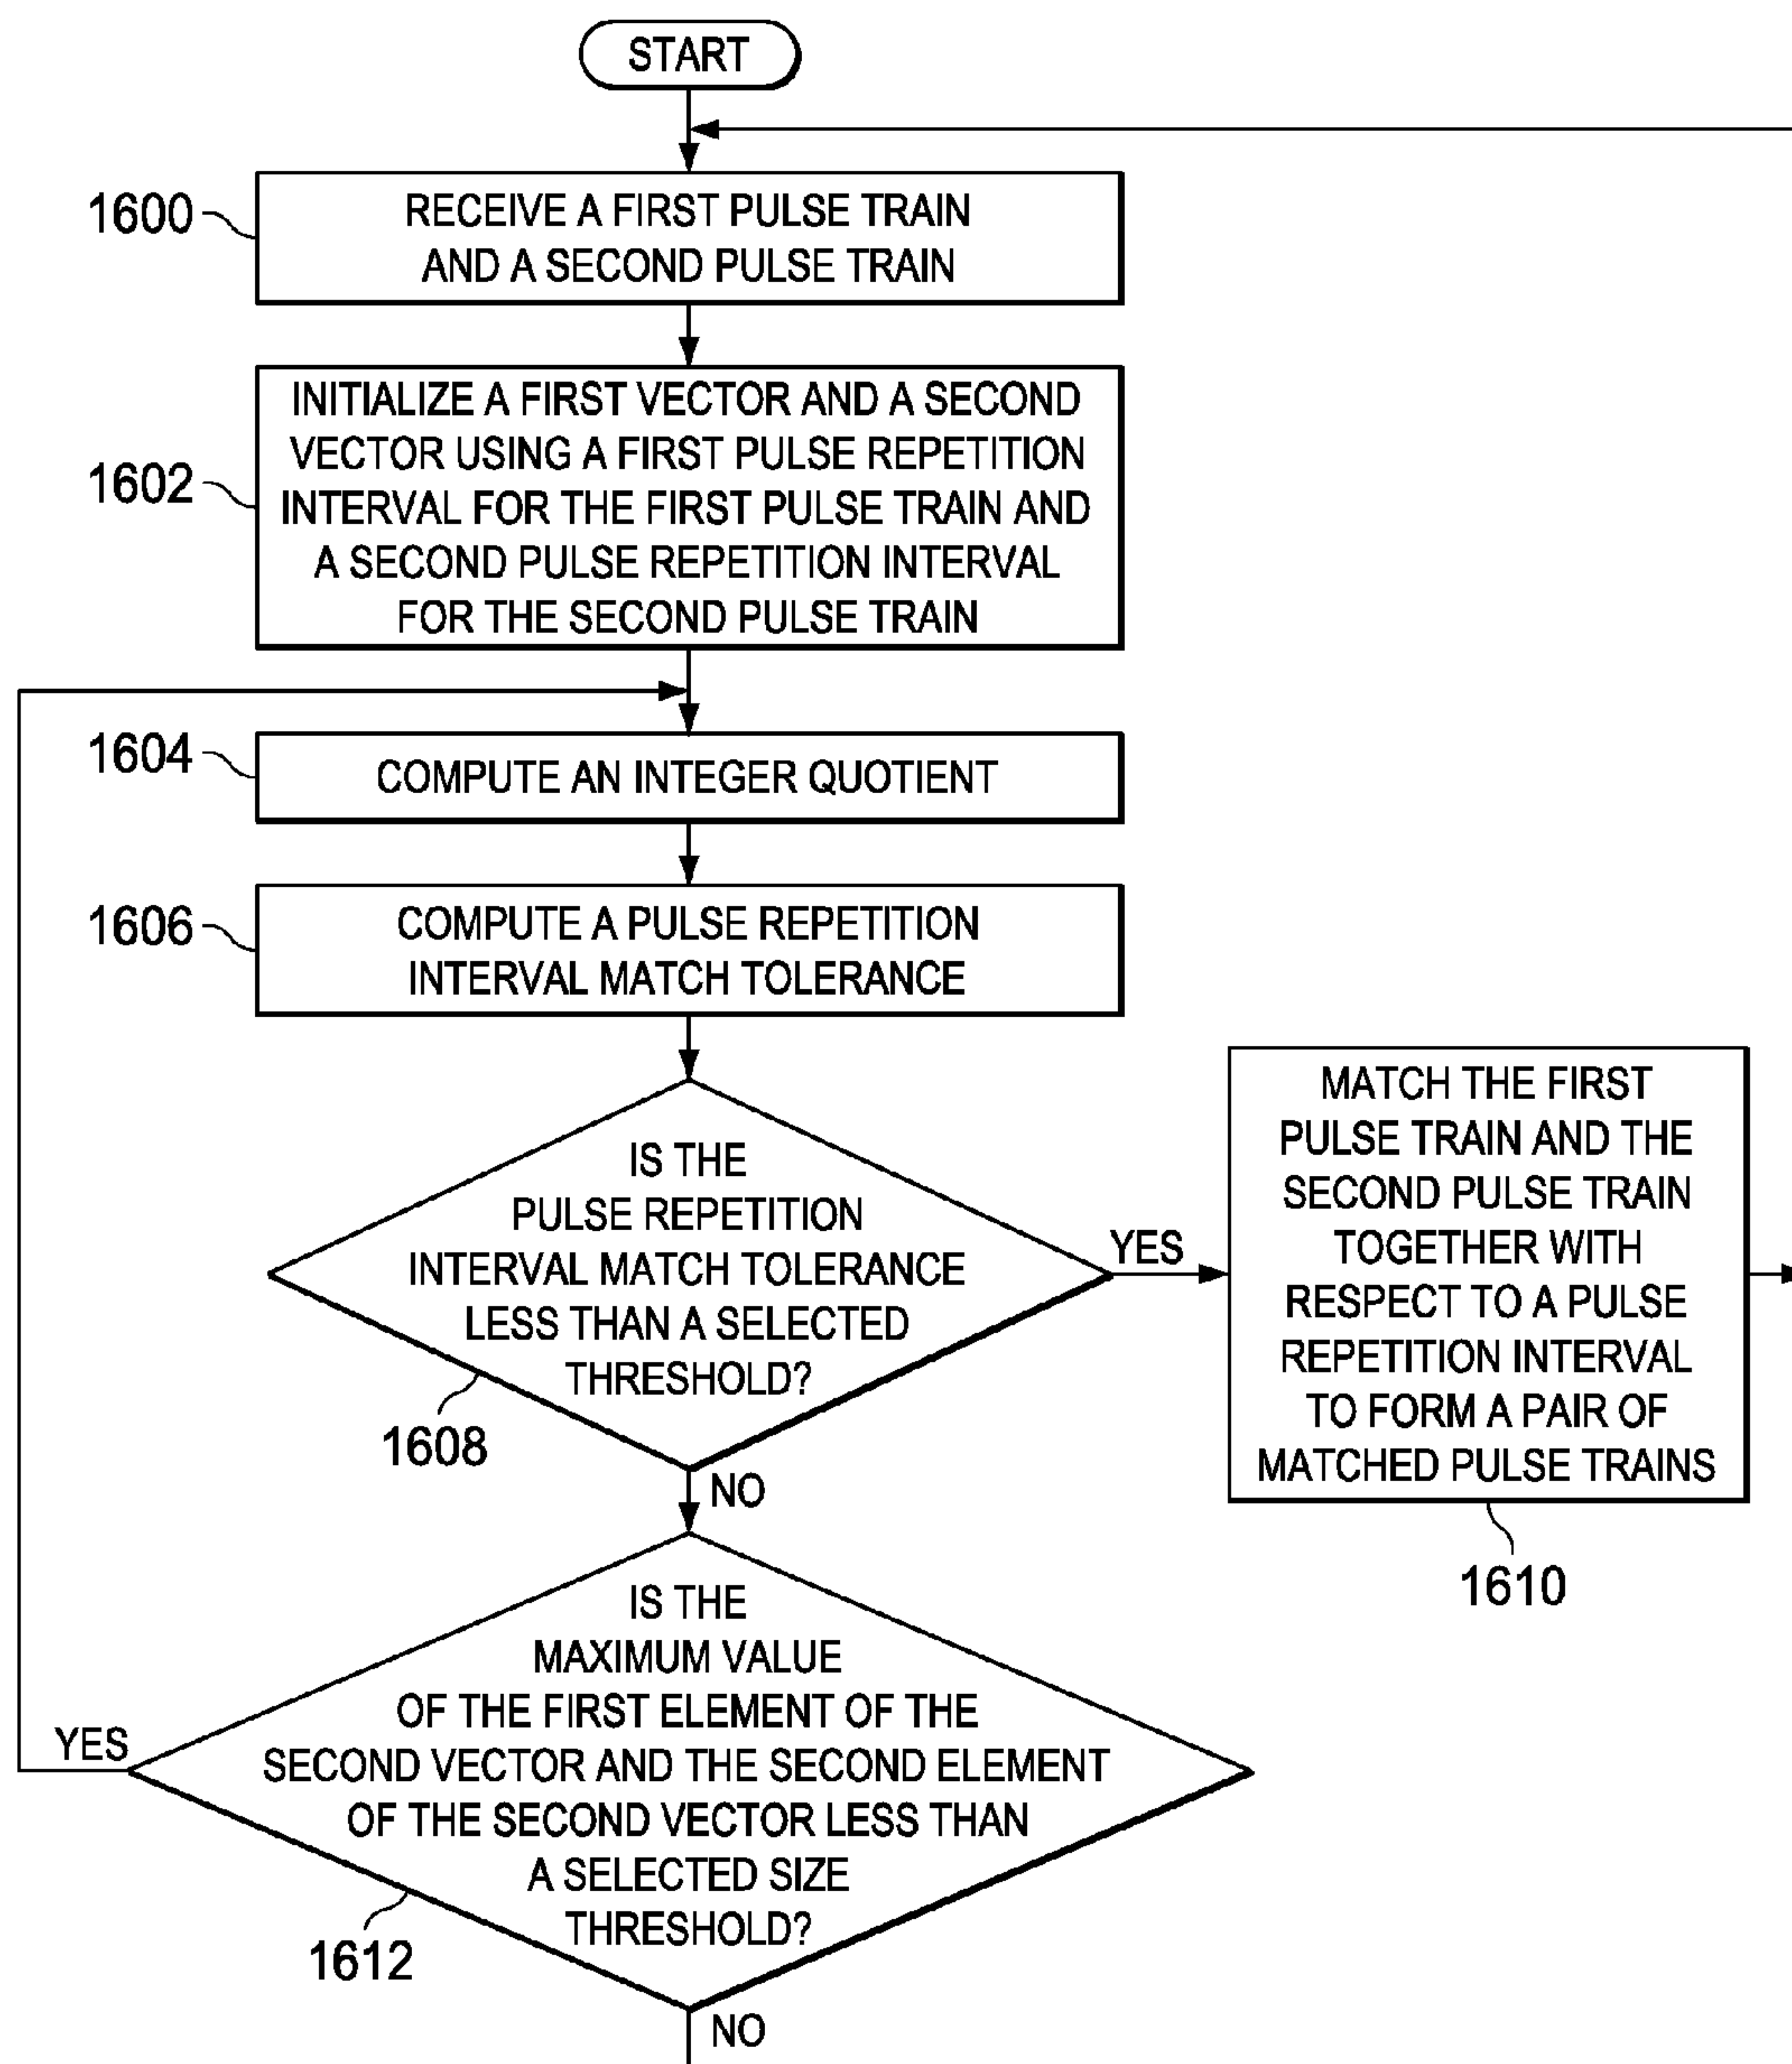 START
1600
RECEIVE A FIRST PULSE TRAIN
AND A SECOND PULSE TRAIN
1602
INITIALIZE A FIRST VECTOR AND A SECOND
VECTOR USING A FIRST PULSE REPETITION
INTERVAL FOR THE FIRST PULSE TRAIN AND
A SECOND PULSE REPETITION INTERVAL
FOR THE SECOND PULSE TRAIN
1604
COMPUTE AN INTEGER QUOTIENT
1606
COMPUTE A PULSE REPETITION
INTERVAL MATCH TOLERANCE
IS THE
PULSE REPETITION
INTERVAL MATCH TOLERANCE
LESS THAN A SELECTED
THRESHOLD?
1608
YES
MATCH THE FIRST
PULSE TRAIN AND THE
SECOND PULSE TRAIN
TOGETHER WITH
RESPECT TO A PULSE
REPETITION INTERVAL
TO FORM A PAIR OF
MATCHED PULSE TRAINS
1610
NO
IS THE
MAXIMUM VALUE
OF THE FIRST ELEMENT OF THE
SECOND VECTOR AND THE SECOND ELEMENT
OF THE SECOND VECTOR LESS THAN
A SELECTED SIZE
THRESHOLD?
YES
1612
NO